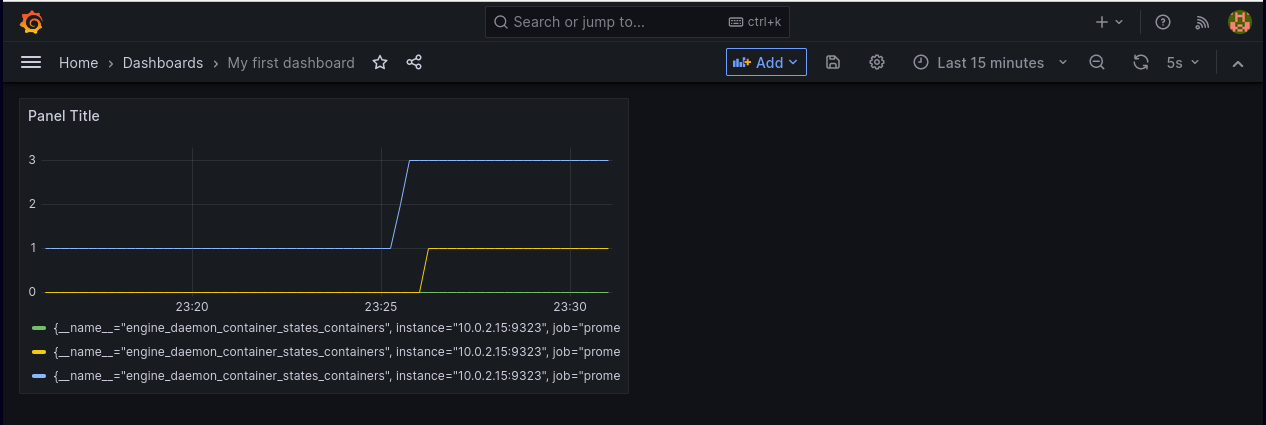 Search or jump to... ctrl+k
Home › Dashboards › My first dashboard Add Last 15 minutes 5s
Panel Title
3
2
1
0
23:20 23:25 23:30
{__name__="engine_daemon_container_states_containers", instance="10.0.2.15:9323", job="prome
{__name__="engine_daemon_container_states_containers", instance="10.0.2.15:9323", job="prome
{__name__="engine_daemon_container_states_containers", instance="10.0.2.15:9323", job="prome